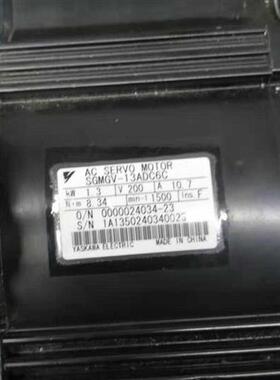 AC SERVO MOTOR
SGMGV-13ADC6C
kW 1.3 V 200 A 10.7
N·m 8.34 min-1 1500 Ins. F
O/N 0000024034-23
S/N 1A1350240340023
YASKAWA ELECTRIC MADE IN CHINA